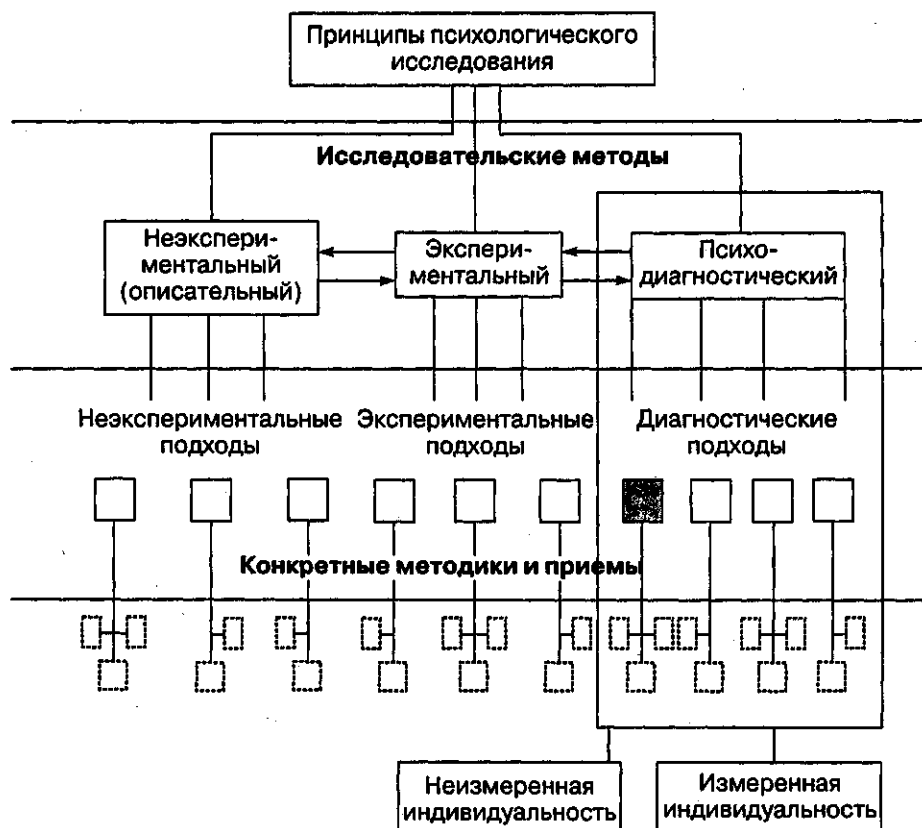 Принципы психологического
исследования
Исследовательские методы
Неэкспери-
ментальный
(описательный)
Экспери-
ментальный
Психо-
диагностический
Неэкспериментальные
подходы
Экспериментальные
подходы
Диагностические
подходы
Конкретные методики и приемы
Неизмеренная
индивидуальность
Измеренная
индивидуальность